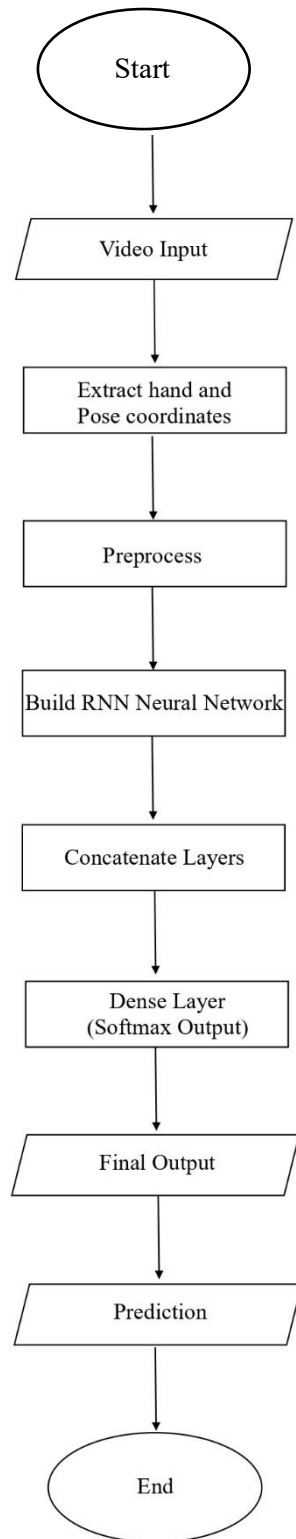 Start
Video Input
Extract hand and
Pose coordinates
Preprocess
Build RNN Neural Network
Concatenate Layers
Dense Layer
(Softmax Output)
Final Output
Prediction
End